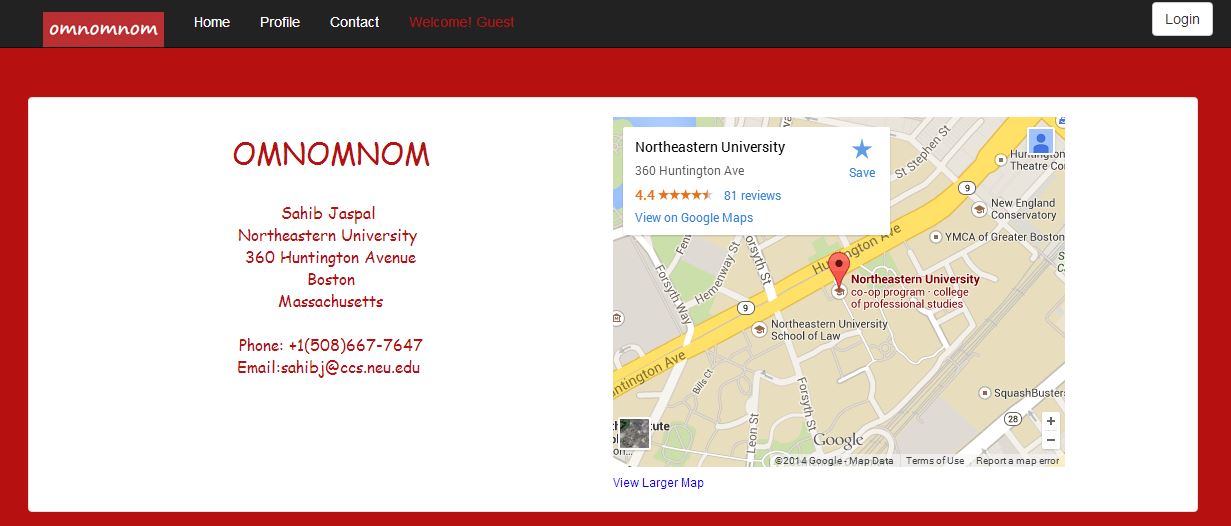 omnomnom
Home
Profile
Contact
Welcome! Guest
Login
OMNOMNOM
Sahib Jaspal
Northeastern University
360 Huntington Avenue
Boston
Massachusetts
Phone: +1(508)667-7647
Email:sahibj@ccs.neu.edu
Northeastern University
360 Huntington Ave
4.4
81 reviews
View on Google Maps
Save
St Stephen St
Theatre Co
9
New England
Conservatory
YMCA of Greater Boston
Huntington Ave
Hemenway St
Forsyth St
Forsyth Way
Northeastern University
co-op program - college
of professional studies
9
Northeastern University
School of Law
ntington Ave
Bills Ct
Forsyth St
Leon St
SquashBusters
28
+
−
Google
©2014 Google - Map Data
Terms of Use
Report a map error
View Larger Map